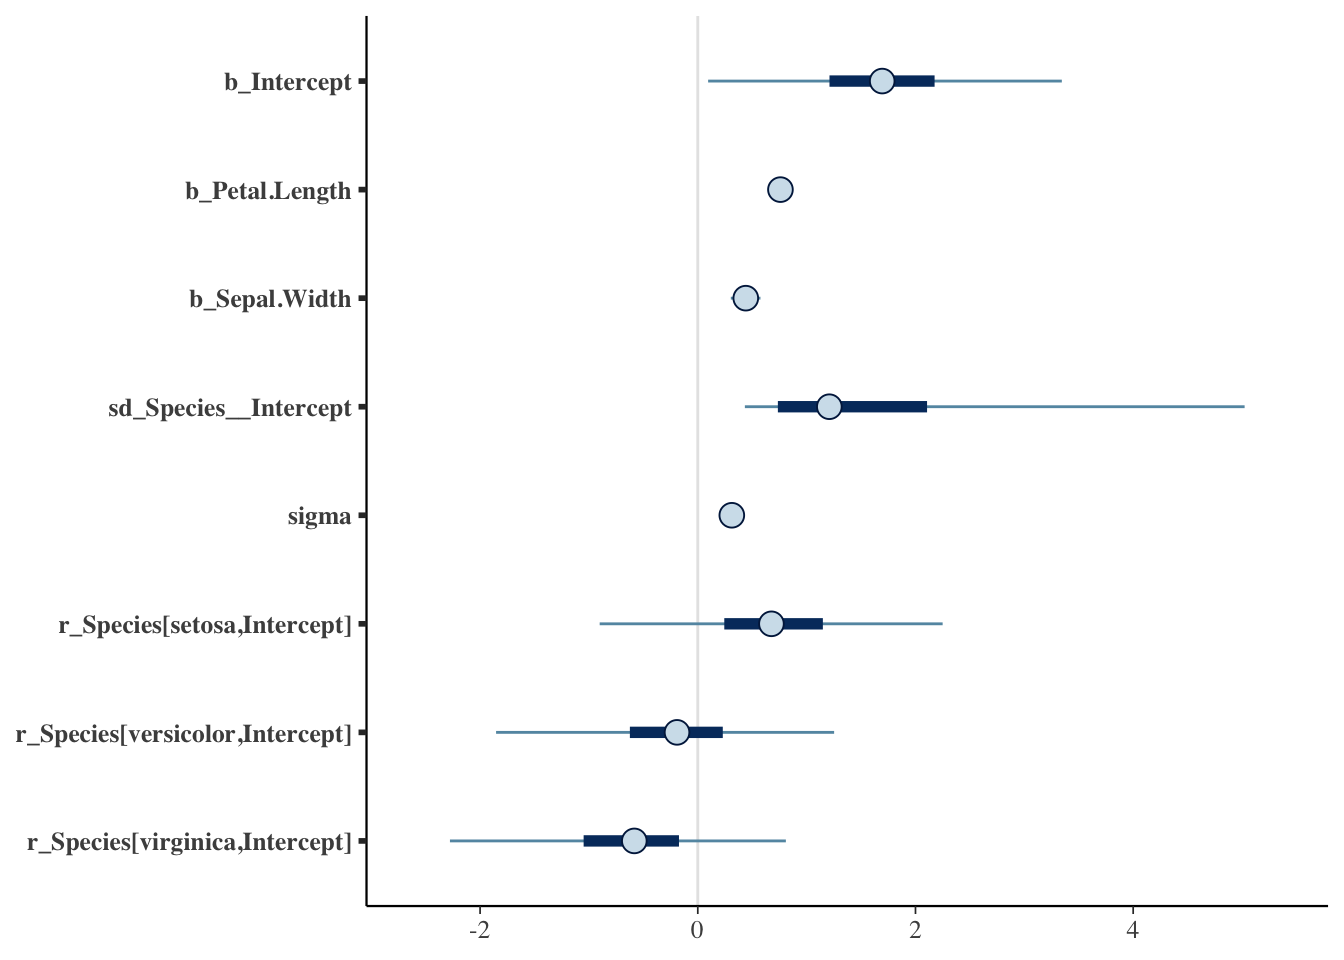 b_Intercept
b_Petal.Length
b_Sepal.Width
sd_Species__Intercept
sigma
r_Species[setosa,Intercept]
r_Species[versicolor,Intercept]
r_Species[virginica,Intercept]
-2 0 2 4